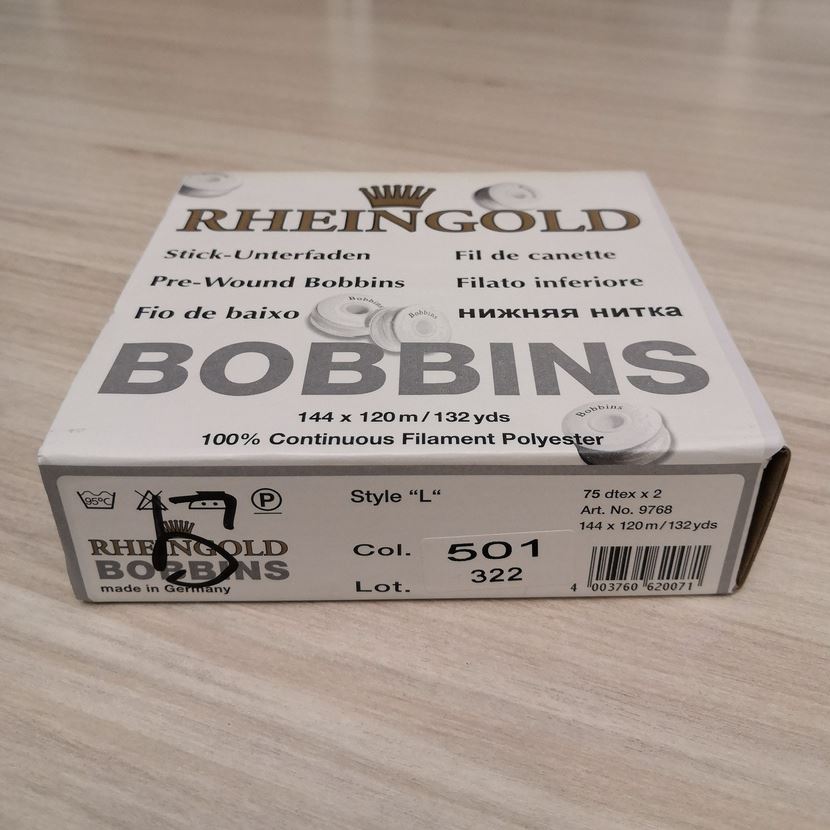 RHEINGOLD
Stick-Unterfaden
Fil de canette
Pre-Wound Bobbins
Filato inferiore
Fio de baixo
нижняя нитка
Bobbins
Bobbins
BOBBINS
144 x 120 m / 132 yds
Bobbins
100% Continuous Filament Polyester
95°C
P
RHEINGOLD
BOBBINS
made in Germany
Style "L"
Col. 501
Lot. 322
75 dtex x 2
Art. No. 9768
144 x 120 m / 132 yds
4 003760 620071